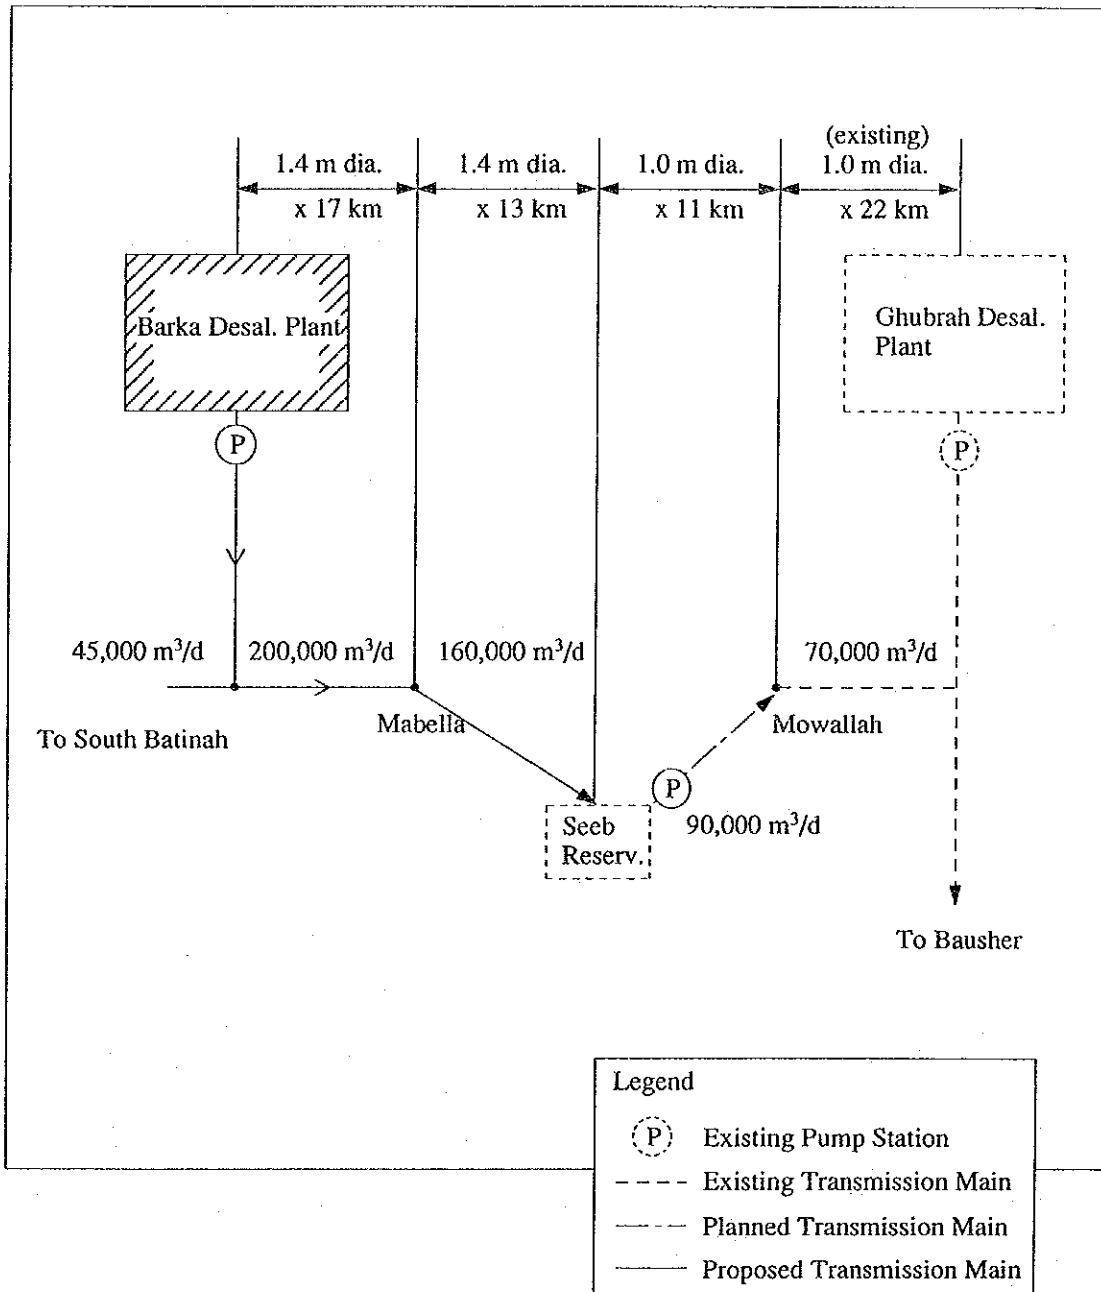 (existing)
1.4 m dia. 1.4 m dia. 1.0 m dia. 1.0 m dia.
x 17 km x 13 km x 11 km x 22 km
Barka Desal. Plant
Ghubrah Desal.
Plant
P
P
45,000 m³/d 200,000 m³/d 160,000 m³/d 70,000 m³/d
To South Batinah
Mabella
Mowallah
P
Seeb
Reserv.
90,000 m³/d
To Bausher
Legend
P Existing Pump Station
Existing Transmission Main
Planned Transmission Main
Proposed Transmission Main